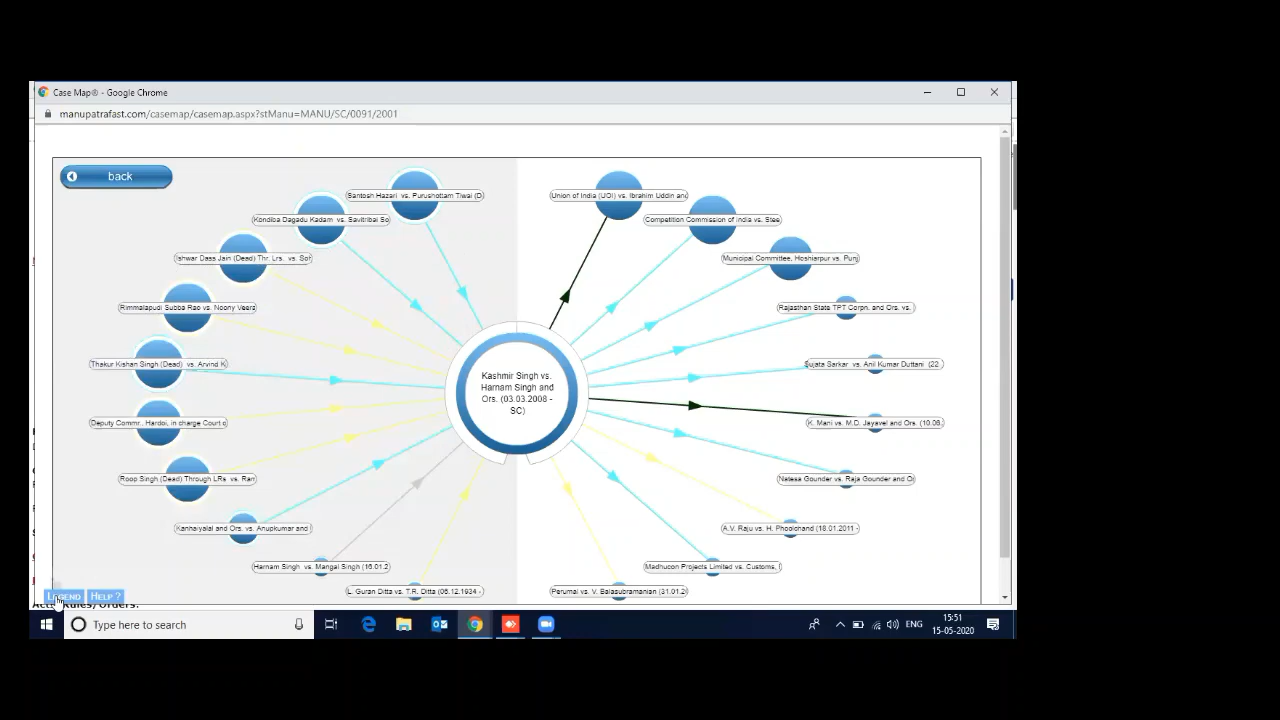 Case Map® - Google Chrome
manupatrafast.com/casemap/casemap.aspx?stManu=MANU/SC/0091/2001
back
Santosh Hazari vs. Purushottam Tiwai (D
Union of India (UOI) vs. Ibrahim Uddin and
Kondiba Dagadu Kadam vs. Savitribai So
Competition Commission of India vs. Stee
Ishwar Dass Jain (Dead) Thr. Lrs. vs. Soh
Municipal Committee, Hoshiarpur vs. Punj
Rimmalapudi Subba Rao vs. Noony Veera
Rajasthan State TPT Corpn. and Ors. vs.
Thakur Kishan Singh (Dead) vs. Arvind K
Sujata Sarkar vs. Anil Kumar Duttani (22
Kashmir Singh vs.
Harnam Singh and
Ors. (03.03.2008 -
SC)
Deputy Commr., Hardoi, in charge Court o
K. Mani vs. M.D. Jayavel and Ors. (10.08.
Roop Singh (Dead) Through LRs vs. Ram
Natesa Gounder vs. Raja Gounder and Or
Kanhaiyalal and Ors. vs. Anupkumar and
A.V. Raju vs. H. Phoolchand (18.01.2011 -
Harnam Singh vs. Mangal Singh (16.01.2
Madhucon Projects Limited vs. Customs,
L. Guran Ditta vs. T.R. Ditta (06.12.1934 -
Perumal vs. V. Balasubramanian (31.01.2
LEGEND HELP ?
Rules/Orders:
Type here to search
ENG
15:51
15-05-2020